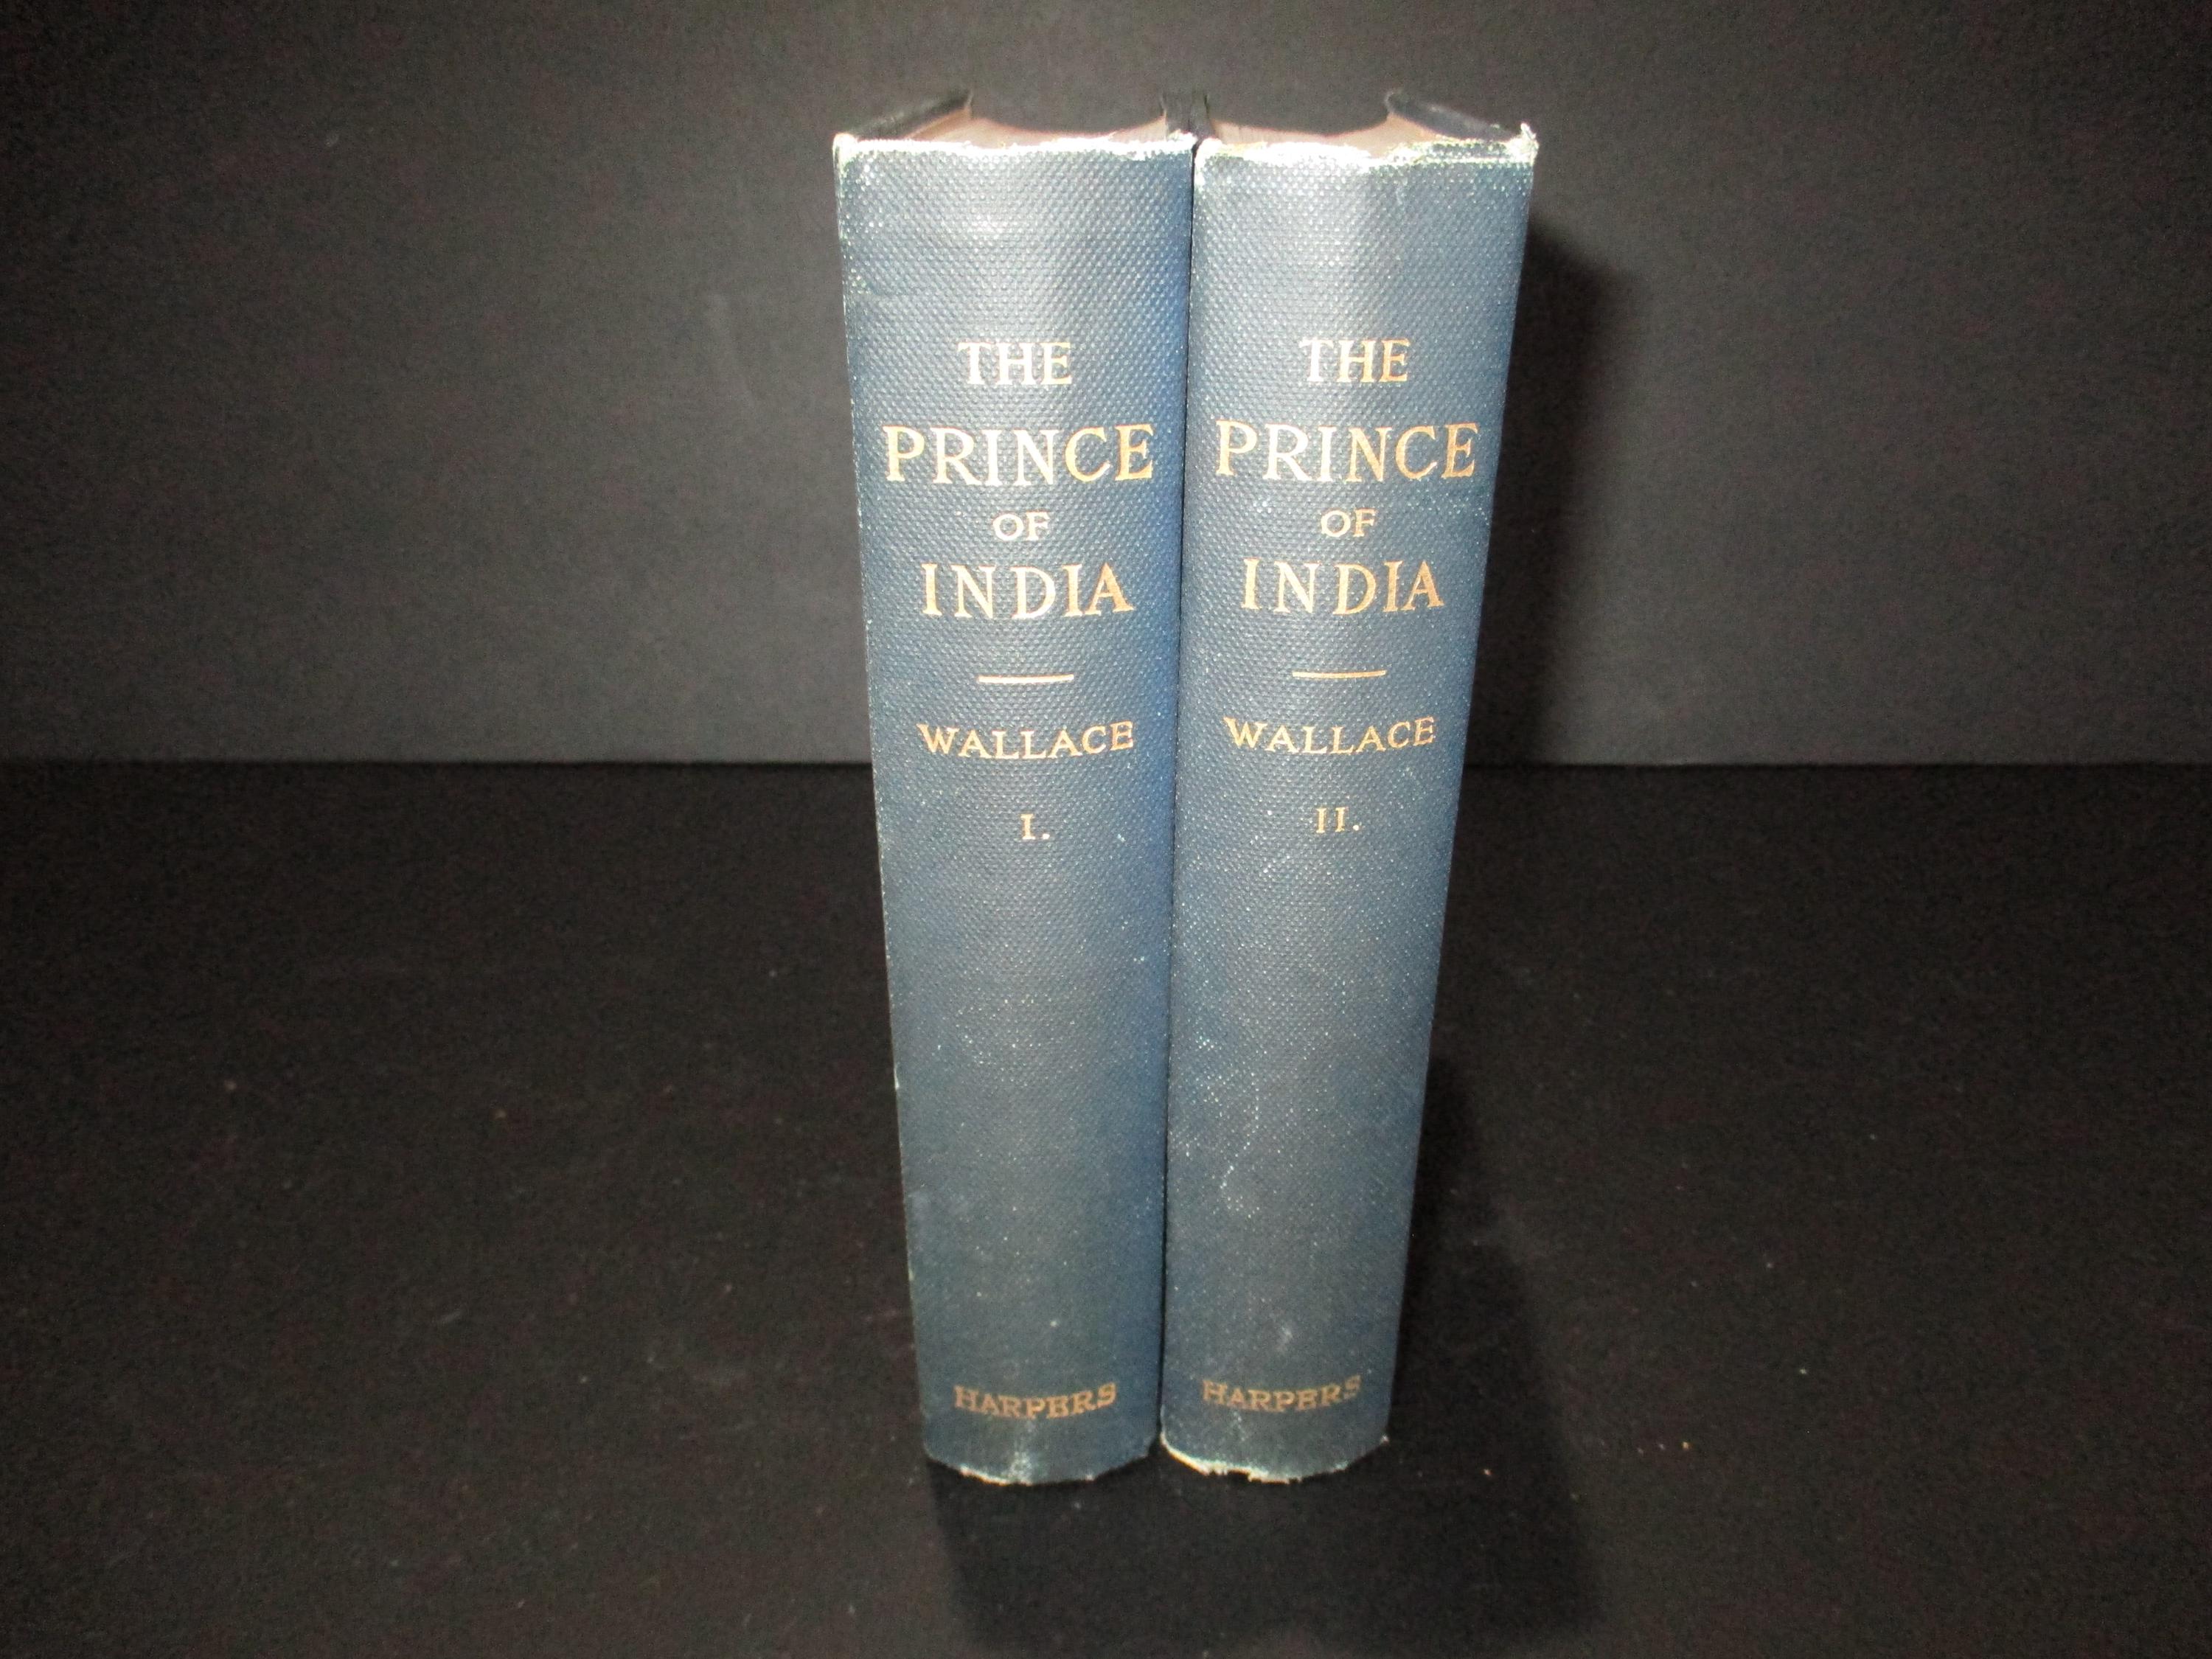 THE
PRINCE
OF
INDIA
WALLACE
I.
HARPERS
THE
PRINCE
OF
INDIA
WALLACE
II.
HARPERS